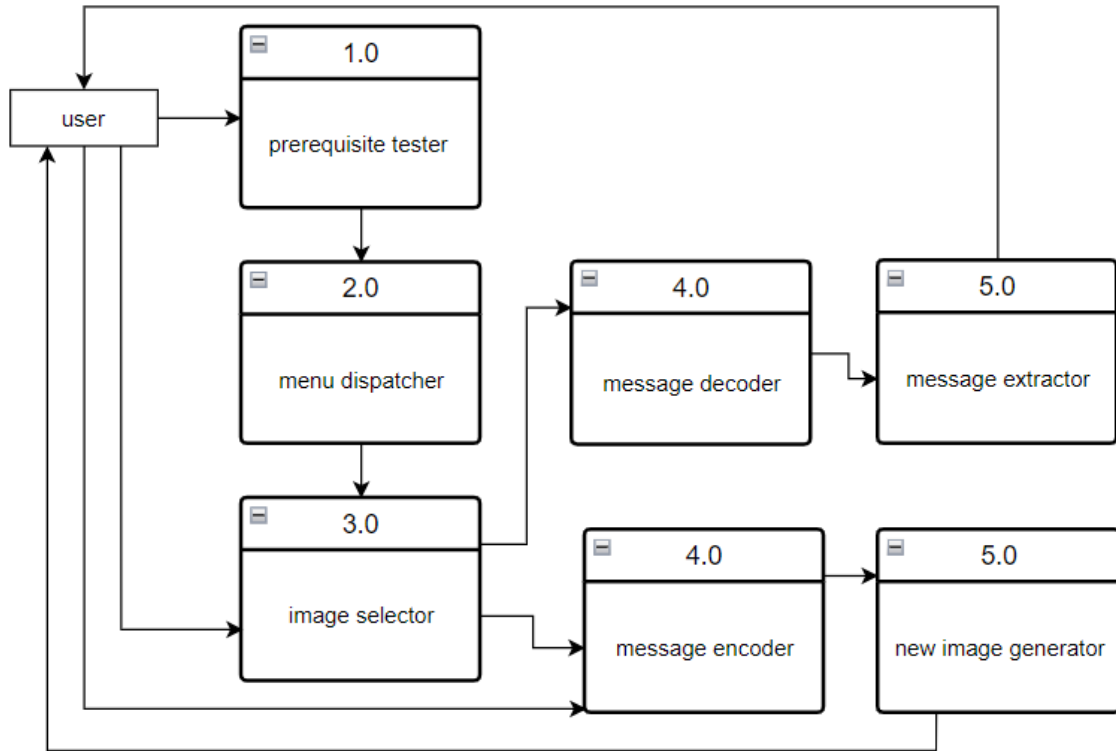 1.0
user
prerequisite tester
2.0
menu dispatcher
4.0
message decoder
5.0
message extractor
3.0
image selector
4.0
message encoder
5.0
new image generator